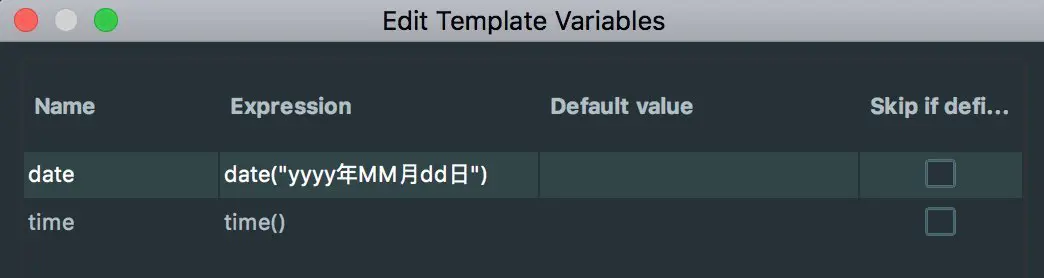 Edit Template Variables
Name Expression Default value Skip if defi...
date date("yyyy年MM月dd日")
time time()